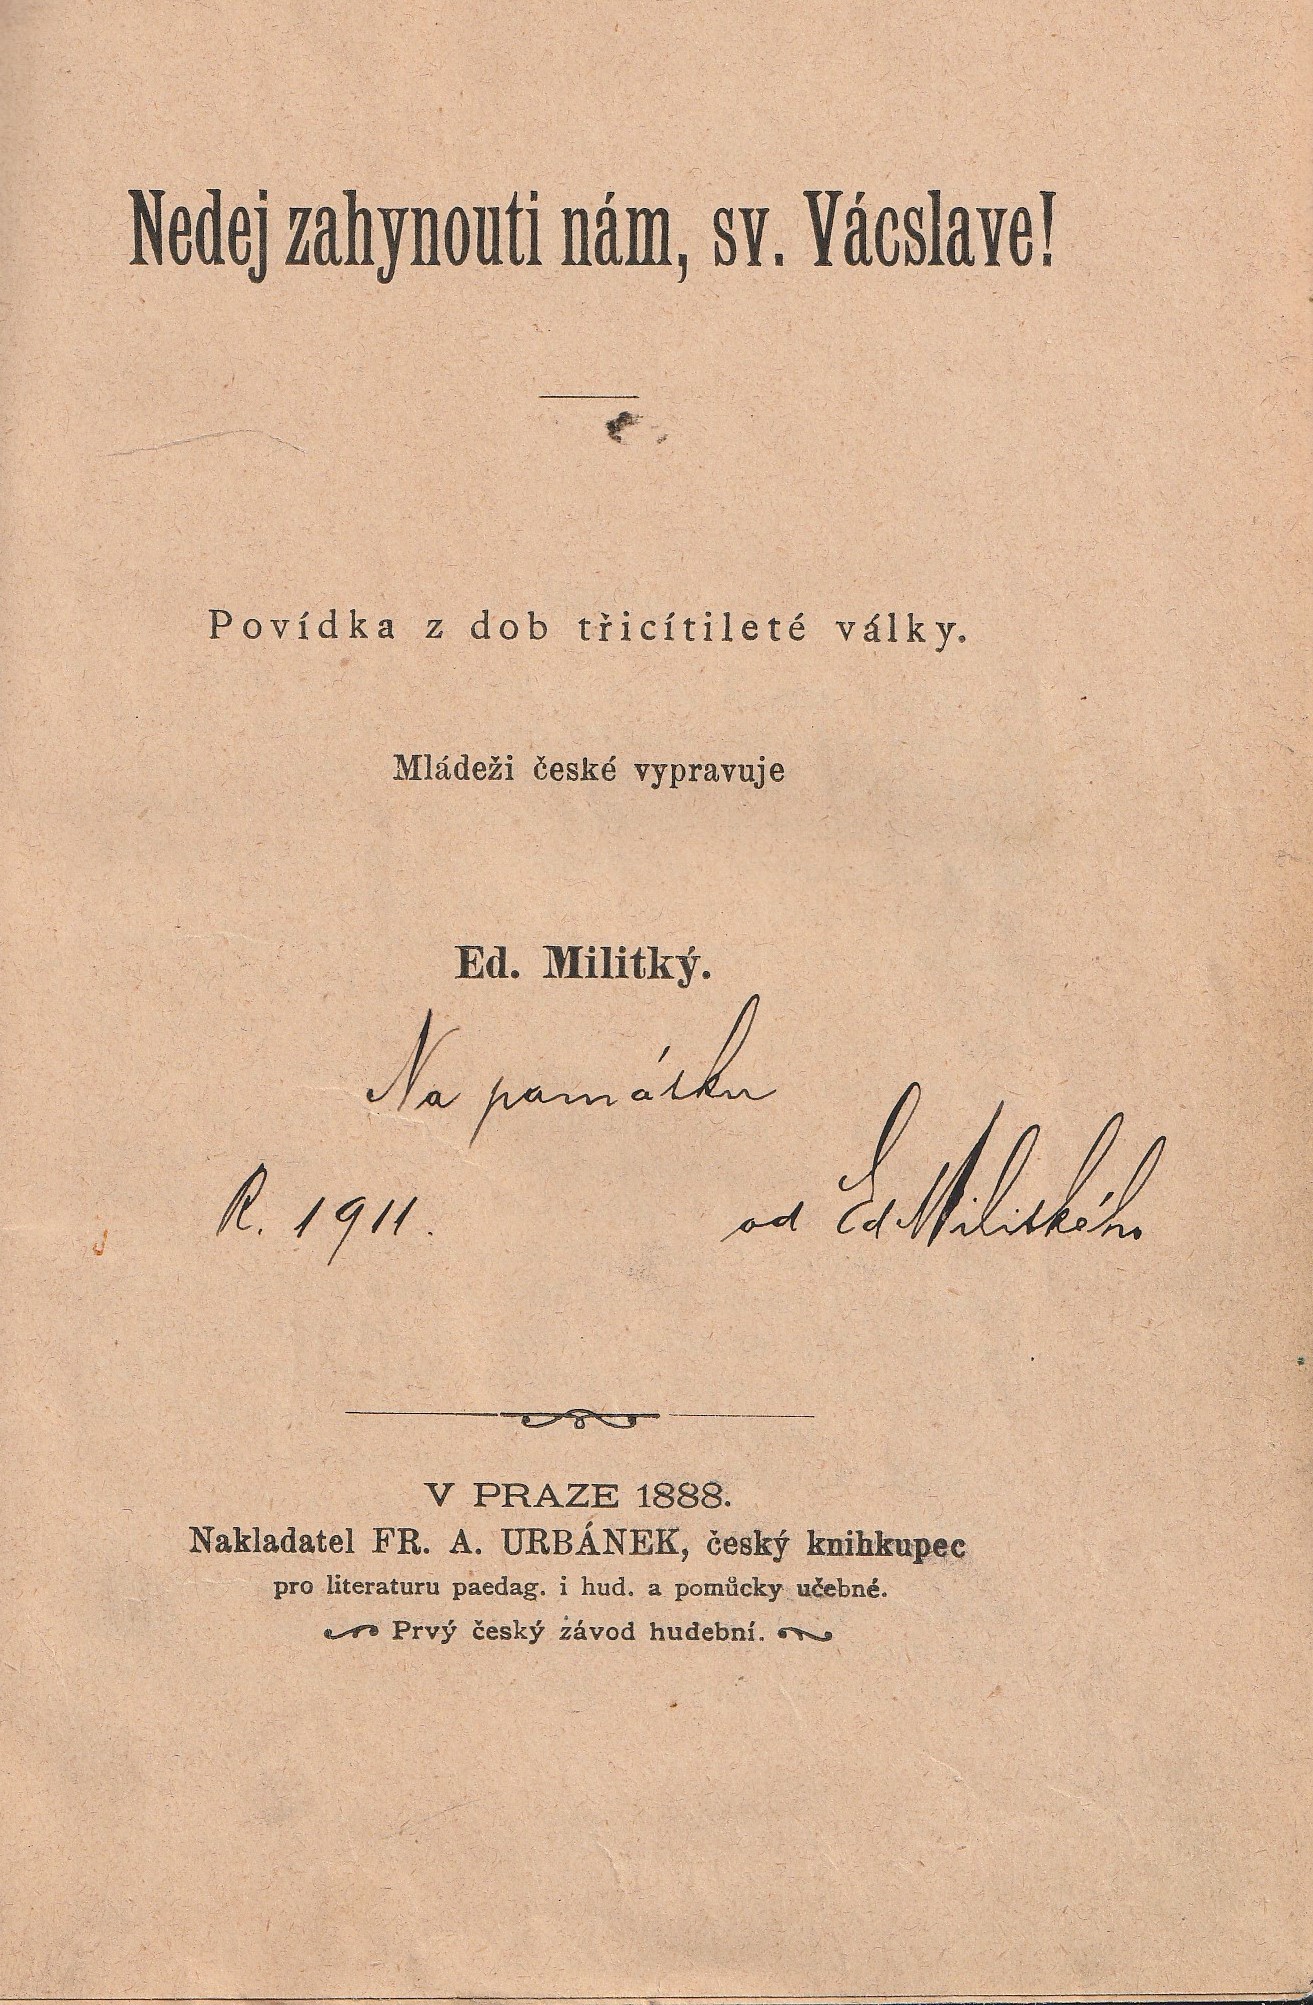 Nedej zahynouti nám, sv. Vácslave!
Povídka z dob třicítileté války.
Mládeži české vypravuje
Ed. Militký.
Na památku
R. 1911. od Ed Militkého
V PRAZE 1888.
Nakladatel FR. A. URBÁNEK, český knihkupec
pro literaturu paedag. i hud. a pomůcky učebné.
Prvý český závod hudební.